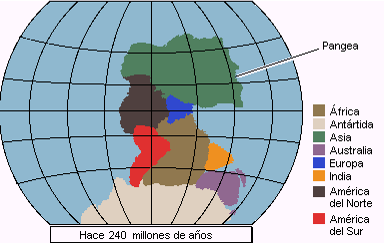 Pangea
África
Antártida
Asia
Australia
Europa
India
América
del Norte
América
del Sur
Hace 240 millones de años